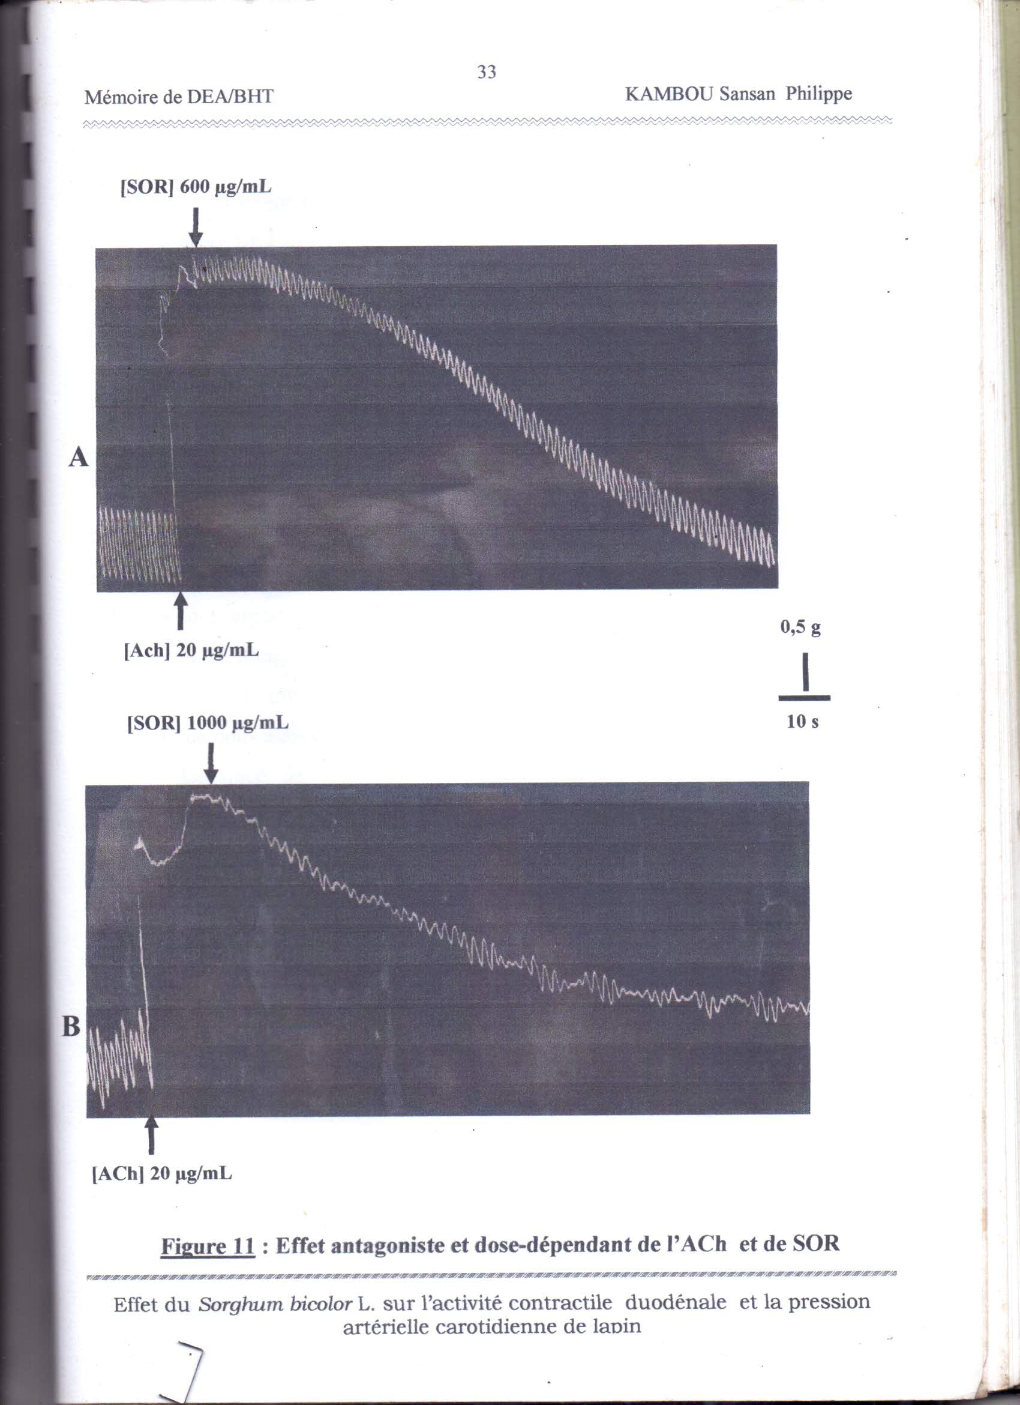 33
Mémoire de DEA/BHT KAMBOU Sansan Philippe
[SOR] 600 µg/mL
A
[Ach] 20 µg/mL
0,5 g
10 s
[SOR] 1000 µg/mL
B
[ACh] 20 µg/mL
Figure 11 : Effet antagoniste et dose-dépendant de l'ACh et de SOR
Effet du Sorghum bicolor L. sur l'activité contractile duodénale et la pression
artérielle carotidienne de lapin